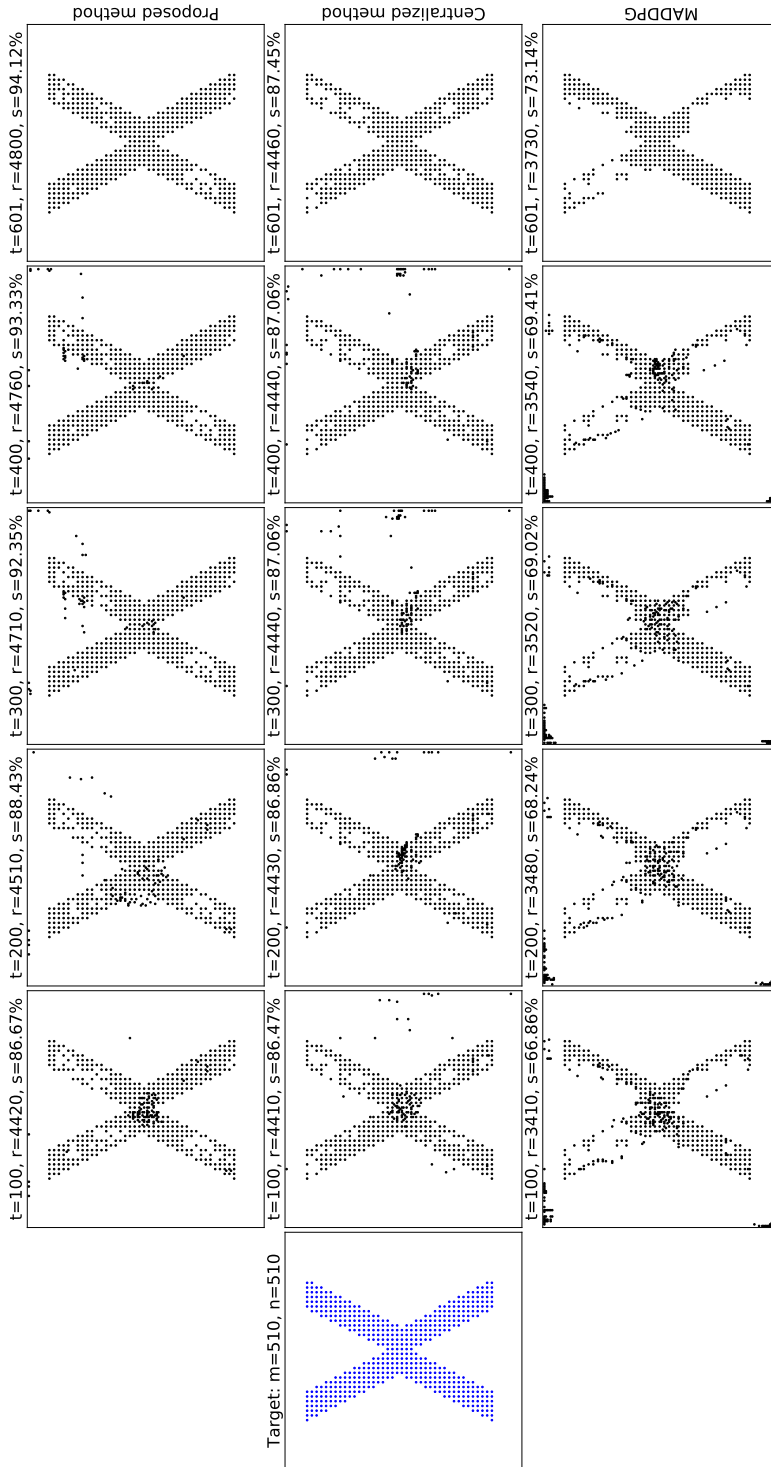 t=100, r=4420, s=86.67%
t=200, r=4510, s=88.43%
t=300, r=4710, s=92.35%
t=400, r=4760, s=93.33%
t=601, r=4800, s=94.12%
Proposed method
Target: m=510, n=510
t=100, r=4410, s=86.47%
t=200, r=4430, s=86.86%
t=300, r=4440, s=87.06%
t=400, r=4440, s=87.06%
t=601, r=4460, s=87.45%
Centralized method
t=100, r=3410, s=66.86%
t=200, r=3480, s=68.24%
t=300, r=3520, s=69.02%
t=400, r=3540, s=69.41%
t=601, r=3730, s=73.14%
MADDPG